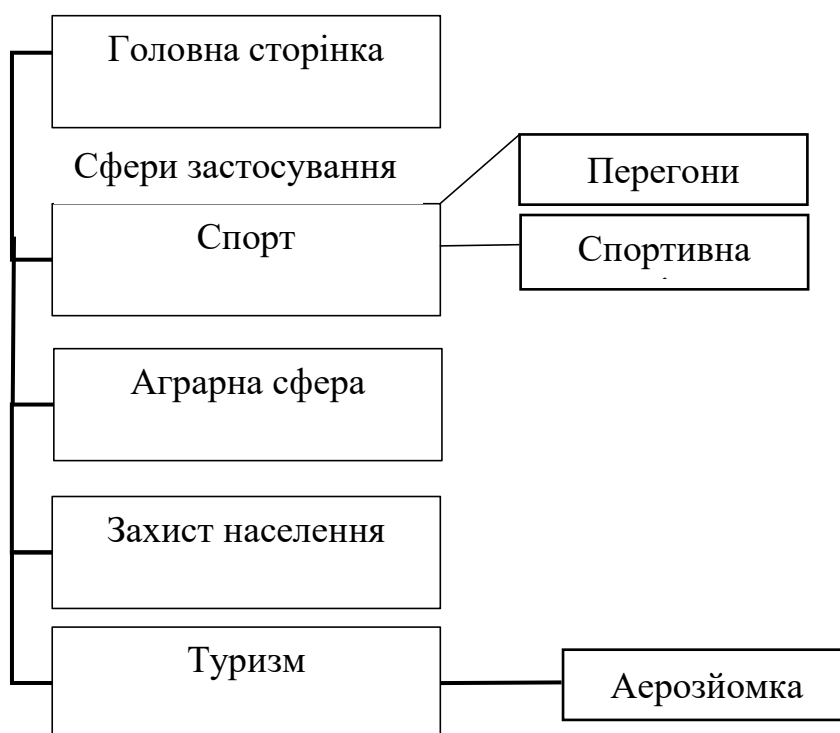 Головна сторінка
Сфери застосування
Перегони
Спорт
Спортивна
Аграрна сфера
Захист населення
Туризм
Аерозйомка